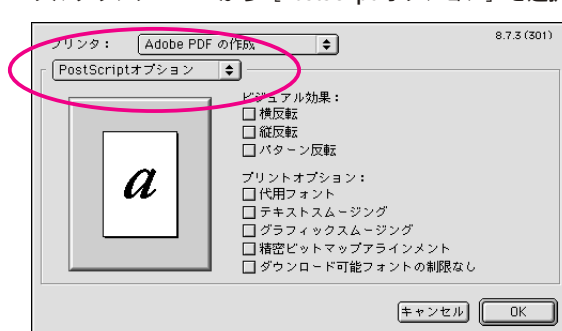 プリンタ： Adobe PDF の作成 8.7.3 (301)
PostScriptオプション
ビジュアル効果：
横反転
縦反転
パターン反転
プリントオプション：
代用フォント
テキストスムージング
グラフィックスムージング
精密ビットマップアラインメント
ダウンロード可能フォントの制限なし
a
キャンセル OK